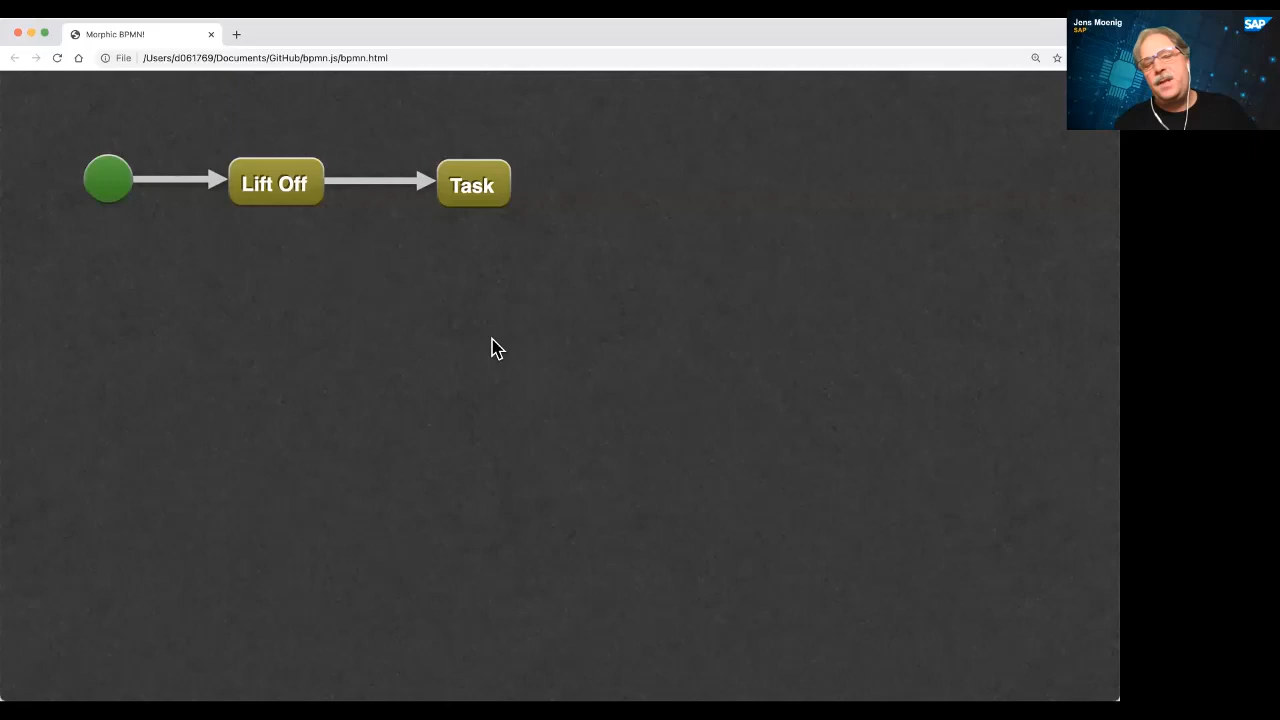 Morphic BPMN!
File
/Users/d061769/Documents/GitHub/bpmn.js/bpmn.html
Jens Moenig
SAP
SAP
Lift Off
Task